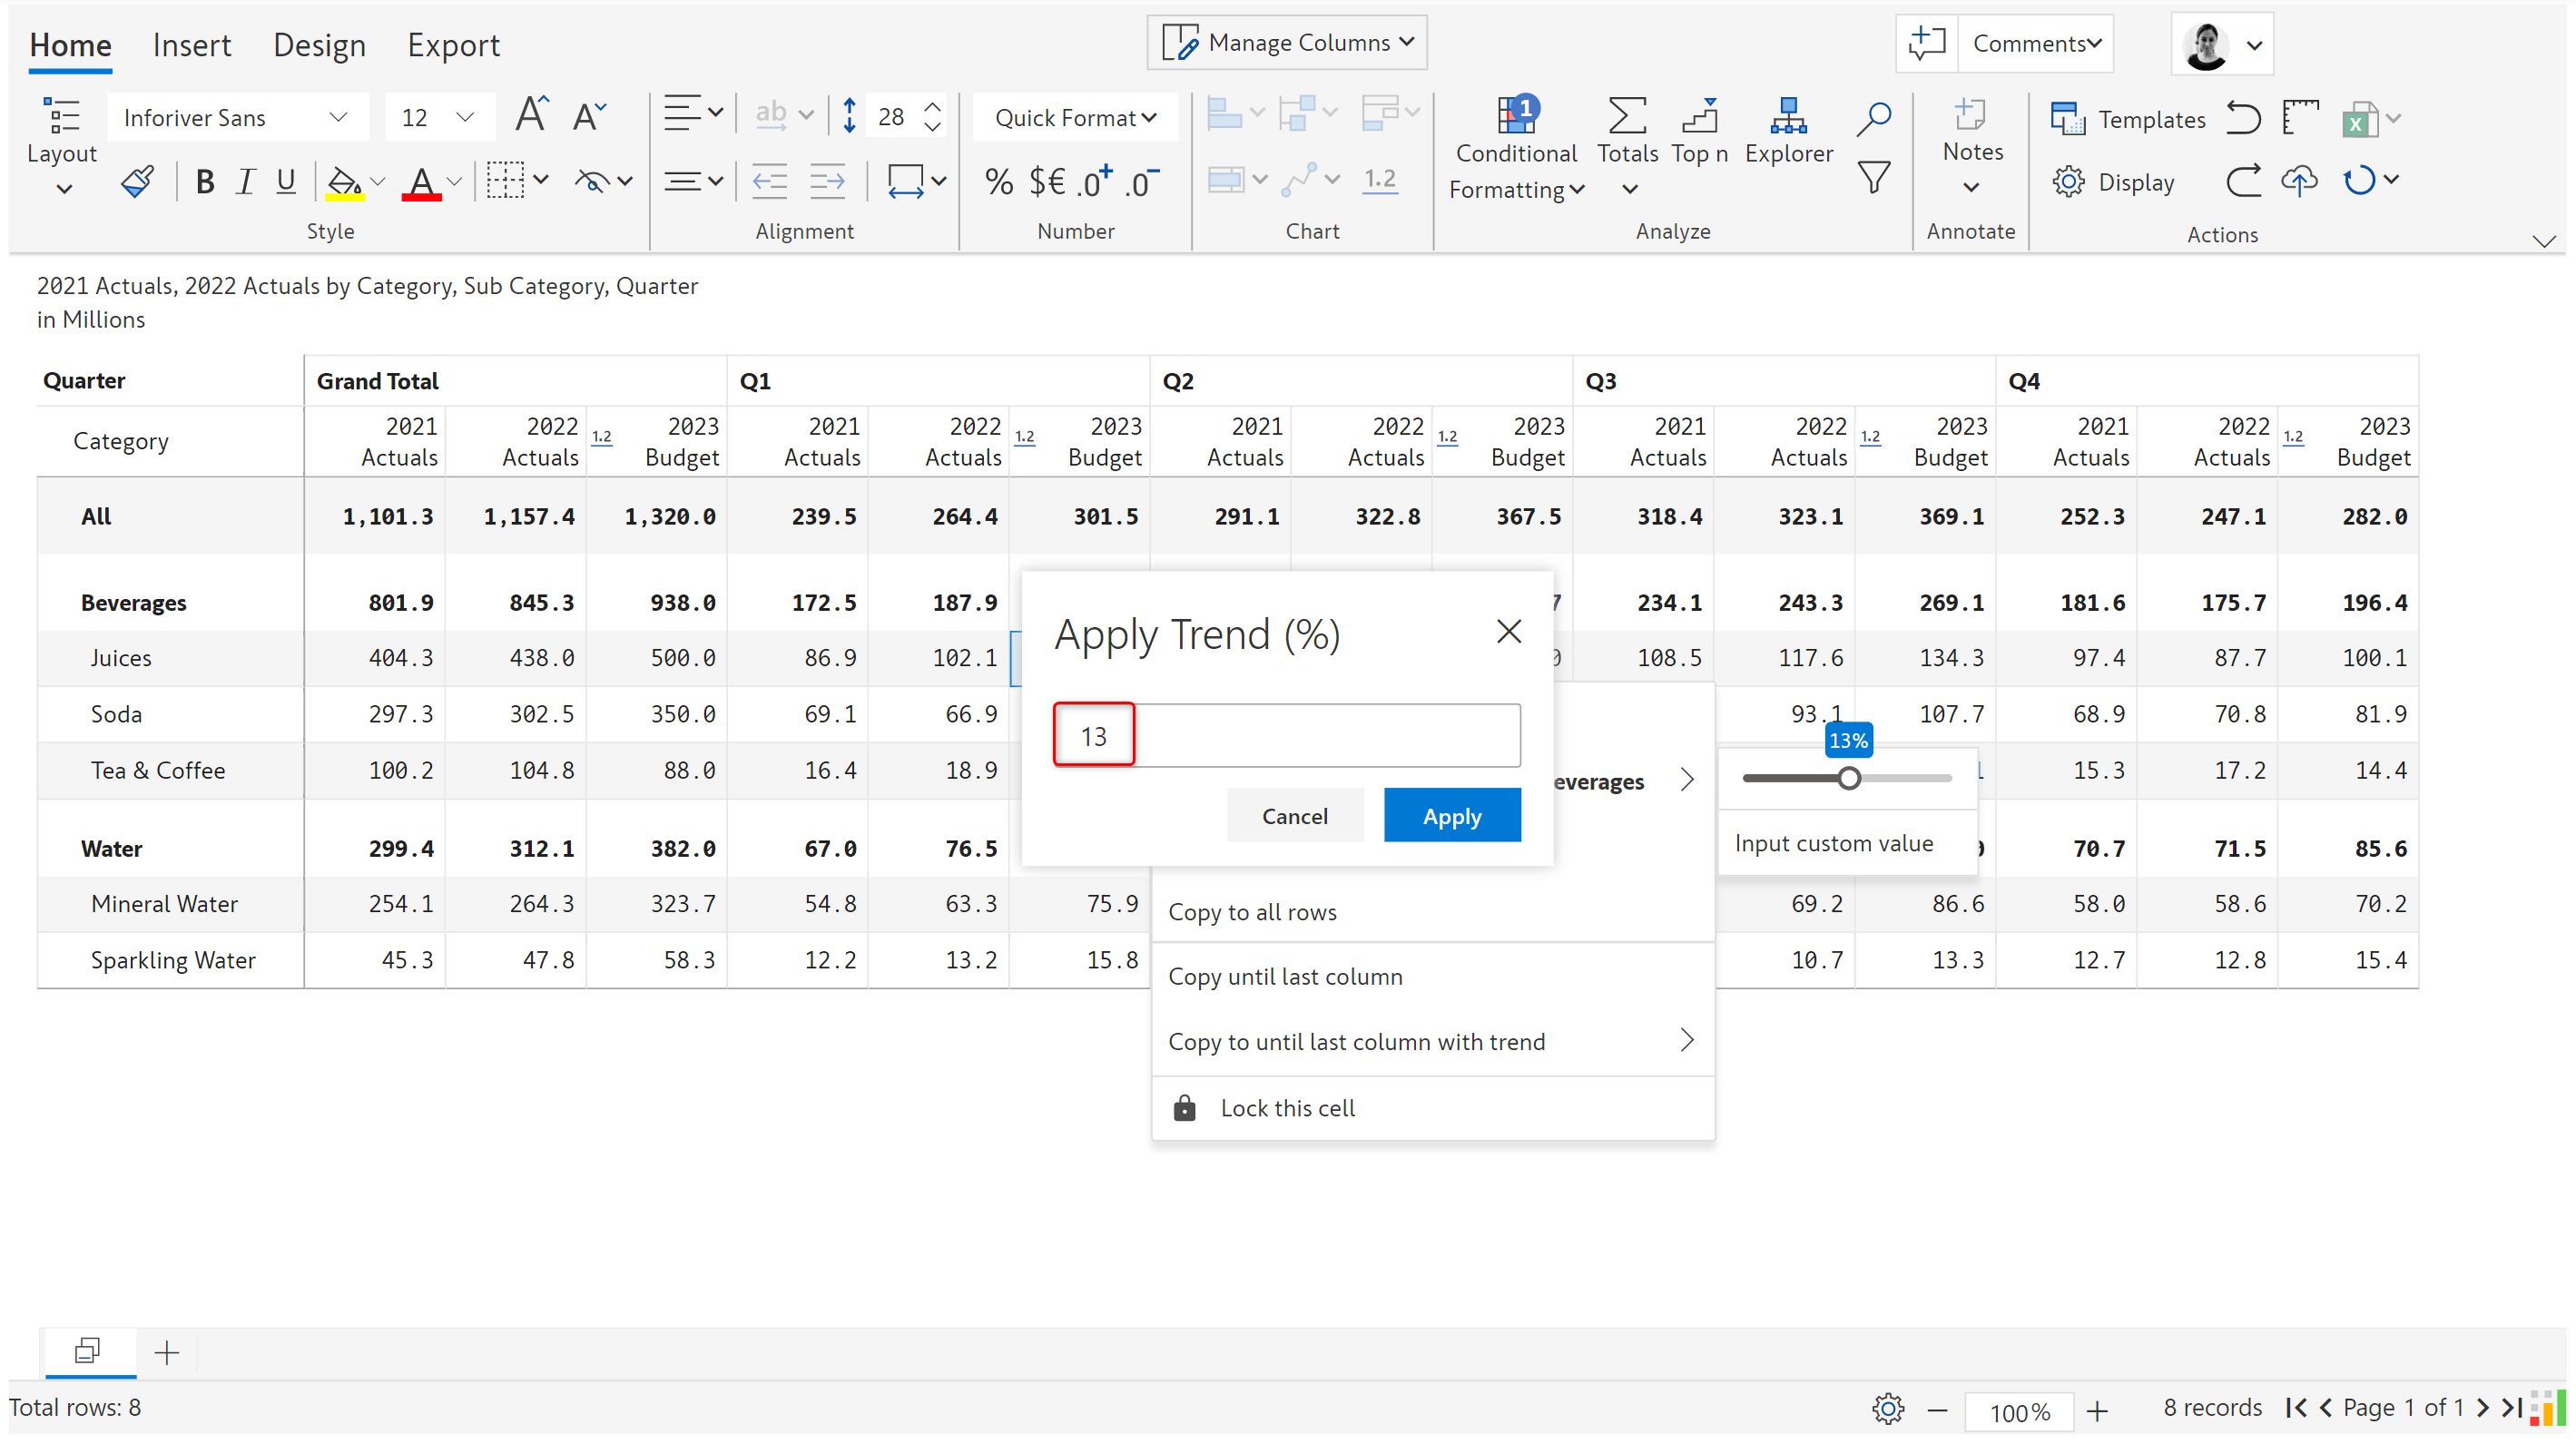 Home Insert Design Export Manage Columns Comments
Layout Inforiver Sans 12 A A ab 28 Quick Format 1 Conditional Formatting Totals Top n Explorer Notes Templates
B I U A % $€ .0+ .0- 1.2 Display
Style Alignment Number Chart Analyze Annotate Actions
2021 Actuals, 2022 Actuals by Category, Sub Category, Quarter
in Millions
Quarter Grand Total Q1 Q2 Q3 Q4
Category 2021 Actuals 2022 Actuals 1.2 2023 Budget 2021 Actuals 2022 Actuals 1.2 2023 Budget 2021 Actuals 2022 Actuals 1.2 2023 Budget 2021 Actuals 2022 Actuals 1.2 2023 Budget 2021 Actuals 2022 Actuals 1.2 2023 Budget
All 1,101.3 1,157.4 1,320.0 239.5 264.4 301.5 291.1 322.8 367.5 318.4 323.1 369.1 252.3 247.1 282.0
Beverages 801.9 845.3 938.0 172.5 187.9 7 234.1 243.3 269.1 181.6 175.7 196.4
Juices 404.3 438.0 500.0 86.9 102.1 108.5 117.6 134.3 97.4 87.7 100.1
Soda 297.3 302.5 350.0 69.1 66.9 93.1 107.7 68.9 70.8 81.9
Tea & Coffee 100.2 104.8 88.0 16.4 18.9 15.3 17.2 14.4
Water 299.4 312.1 382.0 67.0 76.5 70.7 71.5 85.6
Mineral Water 254.1 264.3 323.7 54.8 63.3 75.9 69.2 86.6 58.0 58.6 70.2
Sparkling Water 45.3 47.8 58.3 12.2 13.2 15.8 10.7 13.3 12.7 12.8 15.4
Apply Trend (%)
13
Cancel Apply
everages
13%
Input custom value
Copy to all rows
Copy until last column
Copy to until last column with trend
Lock this cell
Total rows: 8 100% 8 records Page 1 of 1